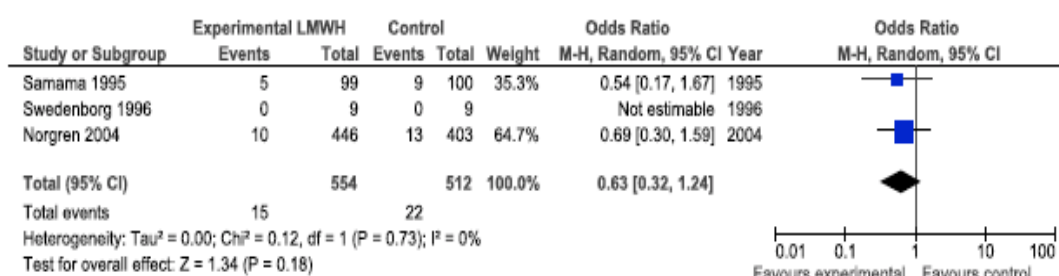 Experimental LMWH Control Odds Ratio Odds Ratio
Study or Subgroup Events Total Events Total Weight M-H, Random, 95% CI Year M-H, Random, 95% CI
Samama 1995 5 99 9 100 35.3% 0.54 [0.17, 1.67] 1995
Swedenborg 1996 0 9 0 9 Not estimable 1996
Norgren 2004 10 446 13 403 64.7% 0.69 [0.30, 1.59] 2004
Total (95% CI) 554 512 100.0% 0.63 [0.32, 1.24]
Total events 15 22
Heterogeneity: Tau² = 0.00; Chi² = 0.12, df = 1 (P = 0.73); I² = 0%
Test for overall effect: Z = 1.34 (P = 0.18)
0.01 0.1 1 10 100
Favours experimental Favours control